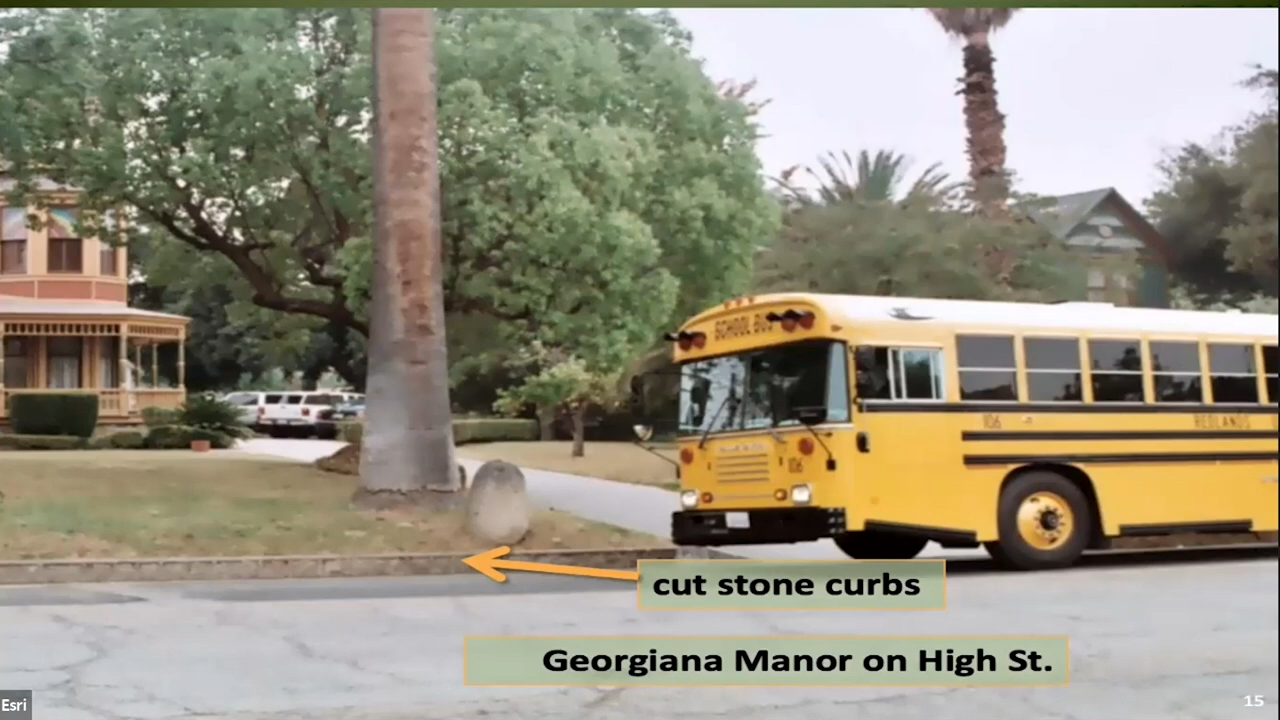 SCHOOL BUS
106
REDLANDS
106
cut stone curbs
Georgiana Manor on High St.
Esri
15